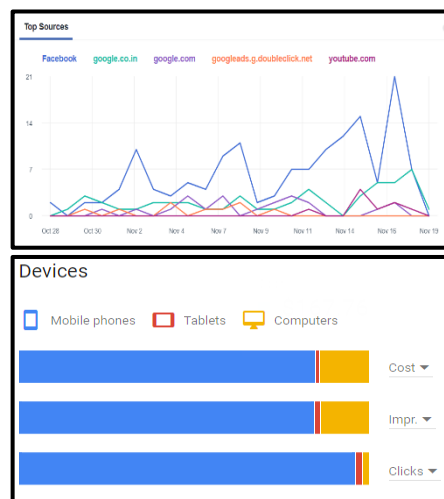 Top Sources
Facebook google.co.in google.com googleads.g.doubleclick.net youtube.com
21
14
7
0
Oct 28 Oct 30 Nov 2 Nov 4 Nov 7 Nov 9 Nov 11 Nov 14 Nov 16 Nov 19
Devices
Mobile phones Tablets Computers
Cost
Impr.
Clicks